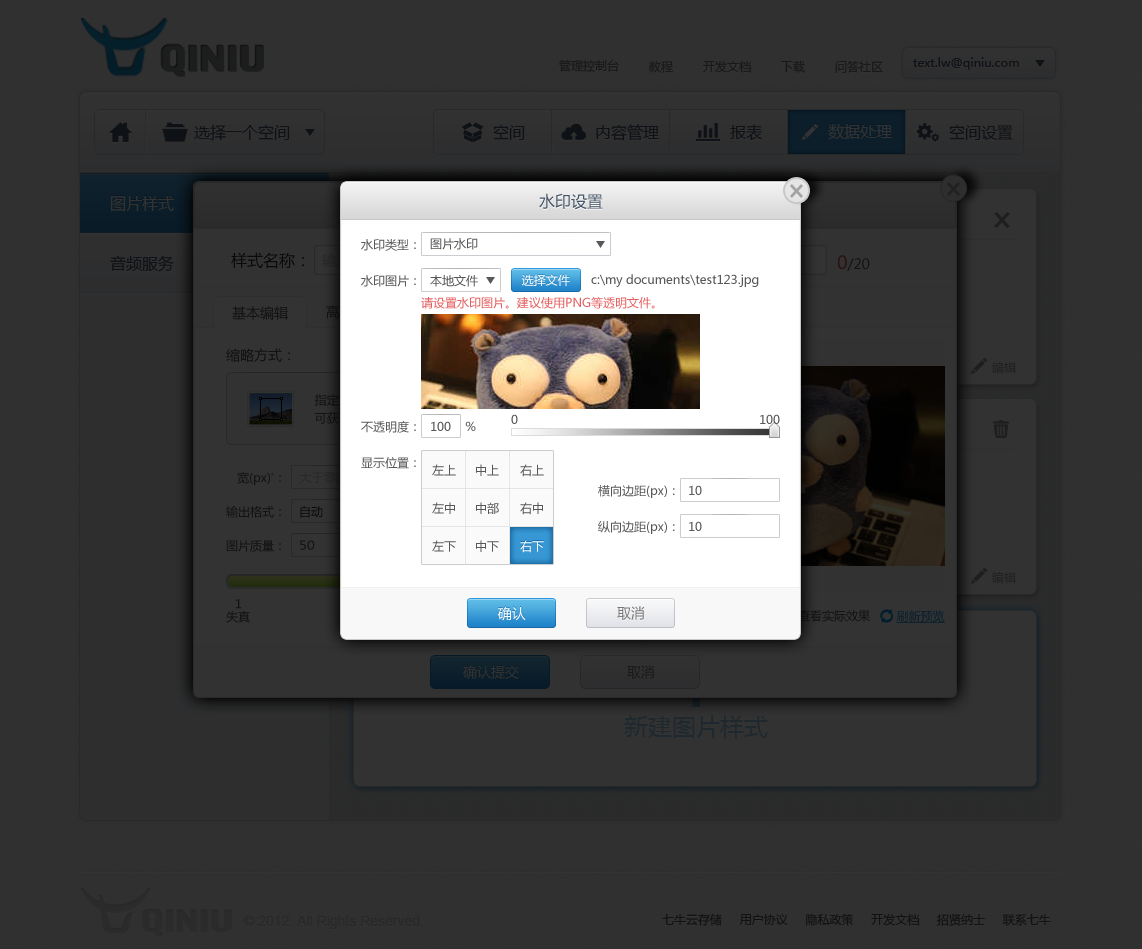 QINIU
管理控制台 教程 开发文档 下载 问答社区 text.lw@qiniu.com
选择一个空间 空间 内容管理 报表 数据处理 空间设置
图片样式
音频服务
样式名称：
0/20
基本编辑
缩略方式：
宽(px)*：
输出格式： 自动
图片质量： 50
1
失真
编辑
编辑
查看实际效果 刷新预览
确认提交 取消
新建图片样式
水印设置
水印类型： 图片水印
水印图片： 本地文件 选择文件 c:\my documents\test123.jpg
请设置水印图片。建议使用PNG等透明文件。
不透明度： 100 % 0 100
显示位置：
左上 中上 右上
左中 中部 右中
左下 中下 右下
横向边距(px)： 10
纵向边距(px)： 10
确认 取消
QINIU © 2012. All Rights Reserved.
七牛云存储 用户协议 隐私政策 开发文档 招贤纳士 联系七牛